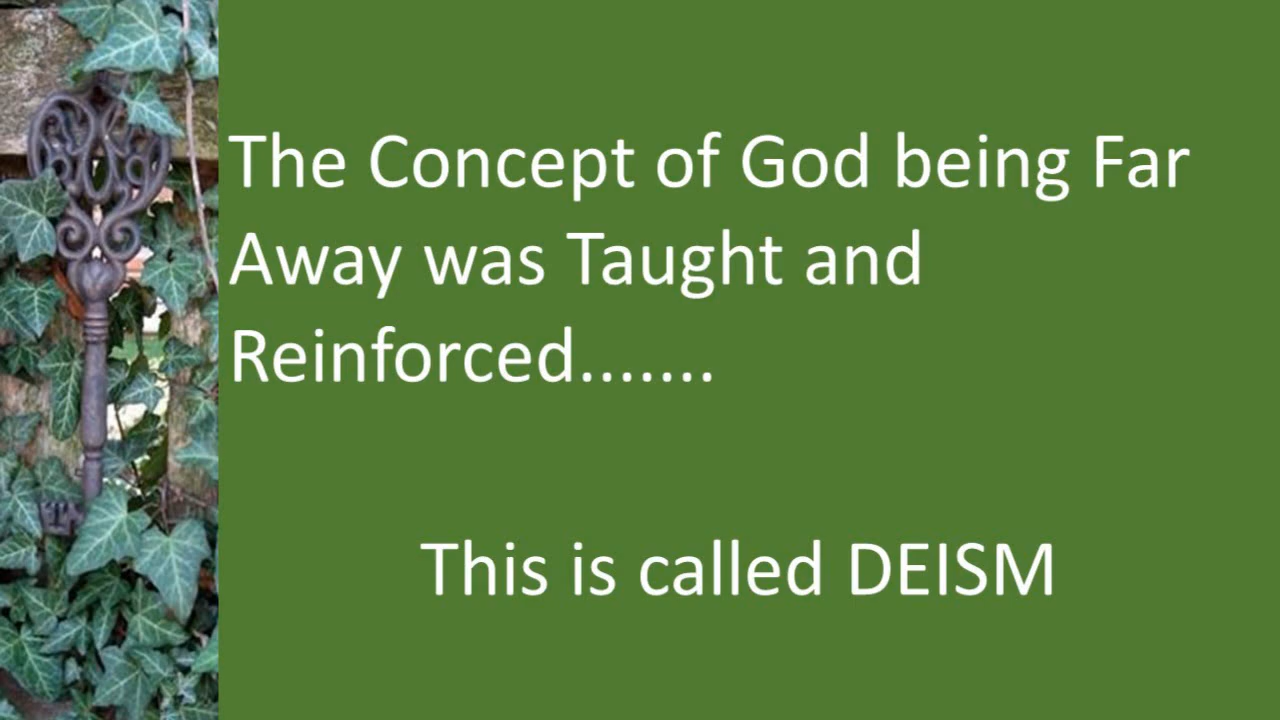 The Concept of God being Far
Away was Taught and
Reinforced.......
This is called DEISM